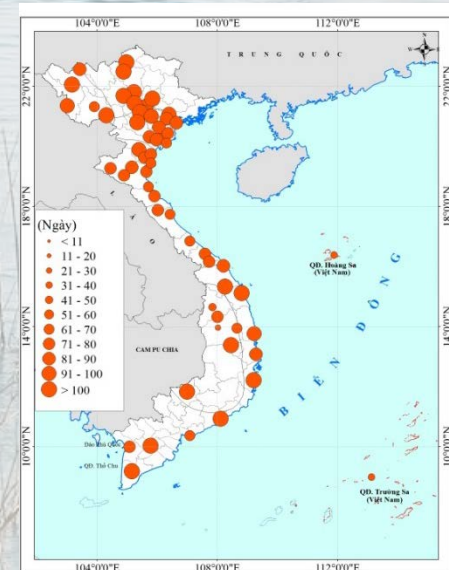 104°0'0"E
108°0'0"E
112°0'0"E
N
TRUNG QUỐC
22°0'0"N
LÀO
18°0'0"N
(Ngày)
< 11
11 - 20
21 - 30
31 - 40
41 - 50
51 - 60
61 - 70
71 - 80
81 - 90
91 - 100
> 100
QĐ. Hoàng Sa
(Việt Nam)
BIỂN ĐÔNG
14°0'0"N
CAM PU CHIA
Đảo Phú Quốc
10°0'0"N
QĐ. Thổ Chu
QĐ. Trường Sa
(Việt Nam)
104°0'0"E
108°0'0"E
112°0'0"E